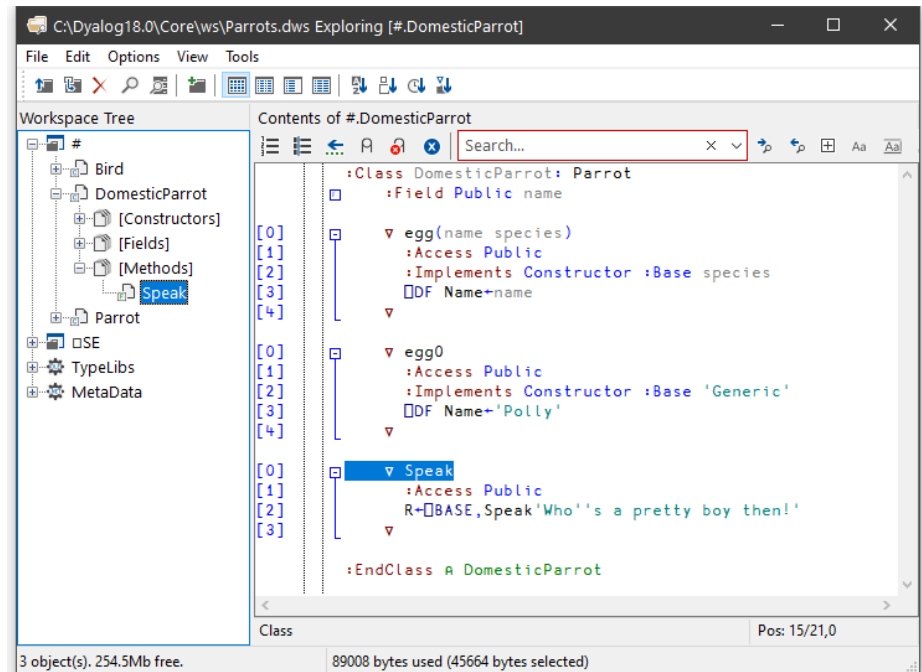 C:\Dyalog18.0\Core\ws\Parrots.dws Exploring [#.DomesticParrot]
File Edit Options View Tools
Workspace Tree
#
Bird
DomesticParrot
[Constructors]
[Fields]
[Methods]
Speak
Parrot
⎕SE
TypeLibs
MetaData
Contents of #.DomesticParrot
Search...
Aa Aa
:Class DomesticParrot: Parrot
:Field Public name
[0] ∇ egg(name species)
[1] :Access Public
[2] :Implements Constructor :Base species
[3] ⎕DF Name←name
[4] ∇
[0] ∇ egg0
[1] :Access Public
[2] :Implements Constructor :Base 'Generic'
[3] ⎕DF Name←'Polly'
[4] ∇
[0] ∇ Speak
[1] :Access Public
[2] R←⎕BASE,Speak'Who''s a pretty boy then!'
[3] ∇
:EndClass ⍝ DomesticParrot
Class
Pos: 15/21,0
3 object(s). 254.5Mb free.
89008 bytes used (45664 bytes selected)